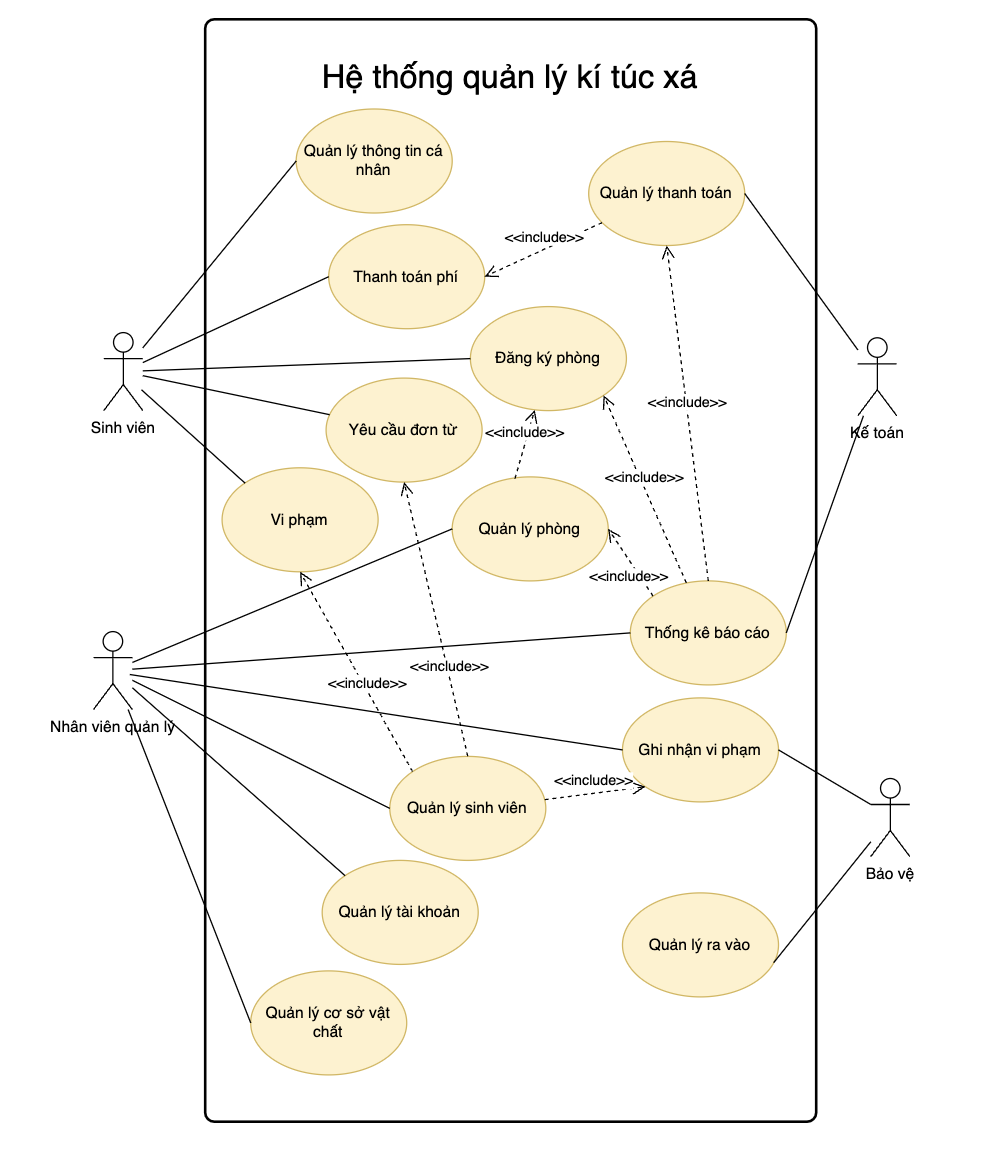 Hệ thống quản lý kí túc xá
Quản lý thông tin cá
nhân
Quản lý thanh toán
<<include>>
Thanh toán phí
Đăng ký phòng
<<include>>
Sinh viên
Yêu cầu đơn từ
<<include>>
Kế toán
<<include>>
Vi phạm
Quản lý phòng
<<include>>
Thống kê báo cáo
<<include>>
<<include>>
Nhân viên quản lý
Ghi nhận vi phạm
<<include>>
Quản lý sinh viên
Bảo vệ
Quản lý tài khoản
Quản lý ra vào
Quản lý cơ sở vật
chất